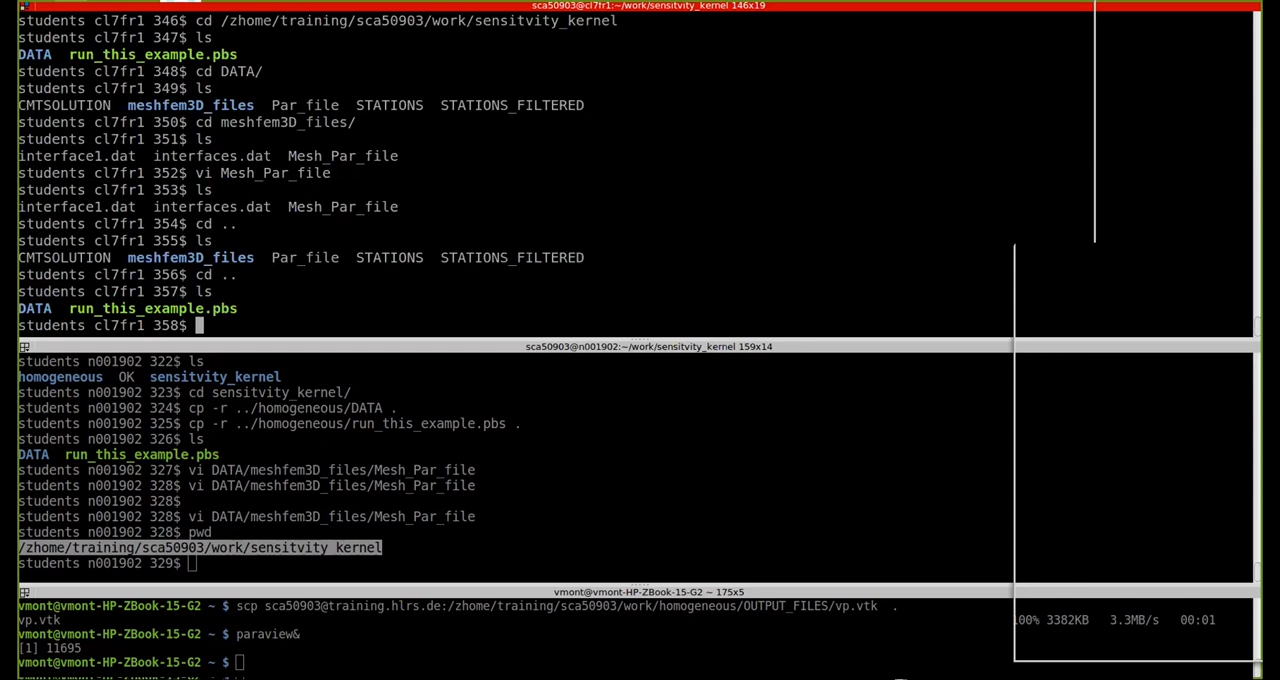 sca50903@cl7fr1:~/work/sensitvity_kernel 146x19
students cl7fr1 346$ cd /zhome/training/sca50903/work/sensitvity_kernel
students cl7fr1 347$ ls
DATA  run_this_example.pbs
students cl7fr1 348$ cd DATA/
students cl7fr1 349$ ls
CMTSOLUTION  meshfem3D_files  Par_file  STATIONS  STATIONS_FILTERED
students cl7fr1 350$ cd meshfem3D_files/
students cl7fr1 351$ ls
interface1.dat  interfaces.dat  Mesh_Par_file
students cl7fr1 352$ vi Mesh_Par_file
students cl7fr1 353$ ls
interface1.dat  interfaces.dat  Mesh_Par_file
students cl7fr1 354$ cd ..
students cl7fr1 355$ ls
CMTSOLUTION  meshfem3D_files  Par_file  STATIONS  STATIONS_FILTERED
students cl7fr1 356$ cd ..
students cl7fr1 357$ ls
DATA  run_this_example.pbs
students cl7fr1 358$
sca50903@n001902:~/work/sensitvity_kernel 159x14
students n001902 322$ ls
homogeneous  OK  sensitvity_kernel
students n001902 323$ cd sensitvity_kernel/
students n001902 324$ cp -r ../homogeneous/DATA .
students n001902 325$ cp -r ../homogeneous/run_this_example.pbs .
students n001902 326$ ls
DATA  run_this_example.pbs
students n001902 327$ vi DATA/meshfem3D_files/Mesh_Par_file
students n001902 328$ vi DATA/meshfem3D_files/Mesh_Par_file
students n001902 328$
students n001902 328$ vi DATA/meshfem3D_files/Mesh_Par_file
students n001902 328$ pwd
/zhome/training/sca50903/work/sensitvity_kernel
students n001902 329$
vmont@vmont-HP-ZBook-15-G2: ~ 175x5
vmont@vmont-HP-ZBook-15-G2 ~ $ scp sca50903@training.hlrs.de:/zhome/training/sca50903/work/homogeneous/OUTPUT_FILES/vp.vtk  .
vp.vtk 100% 3382KB 3.3MB/s 00:01
vmont@vmont-HP-ZBook-15-G2 ~ $ paraview&
[1] 11695
vmont@vmont-HP-ZBook-15-G2 ~ $